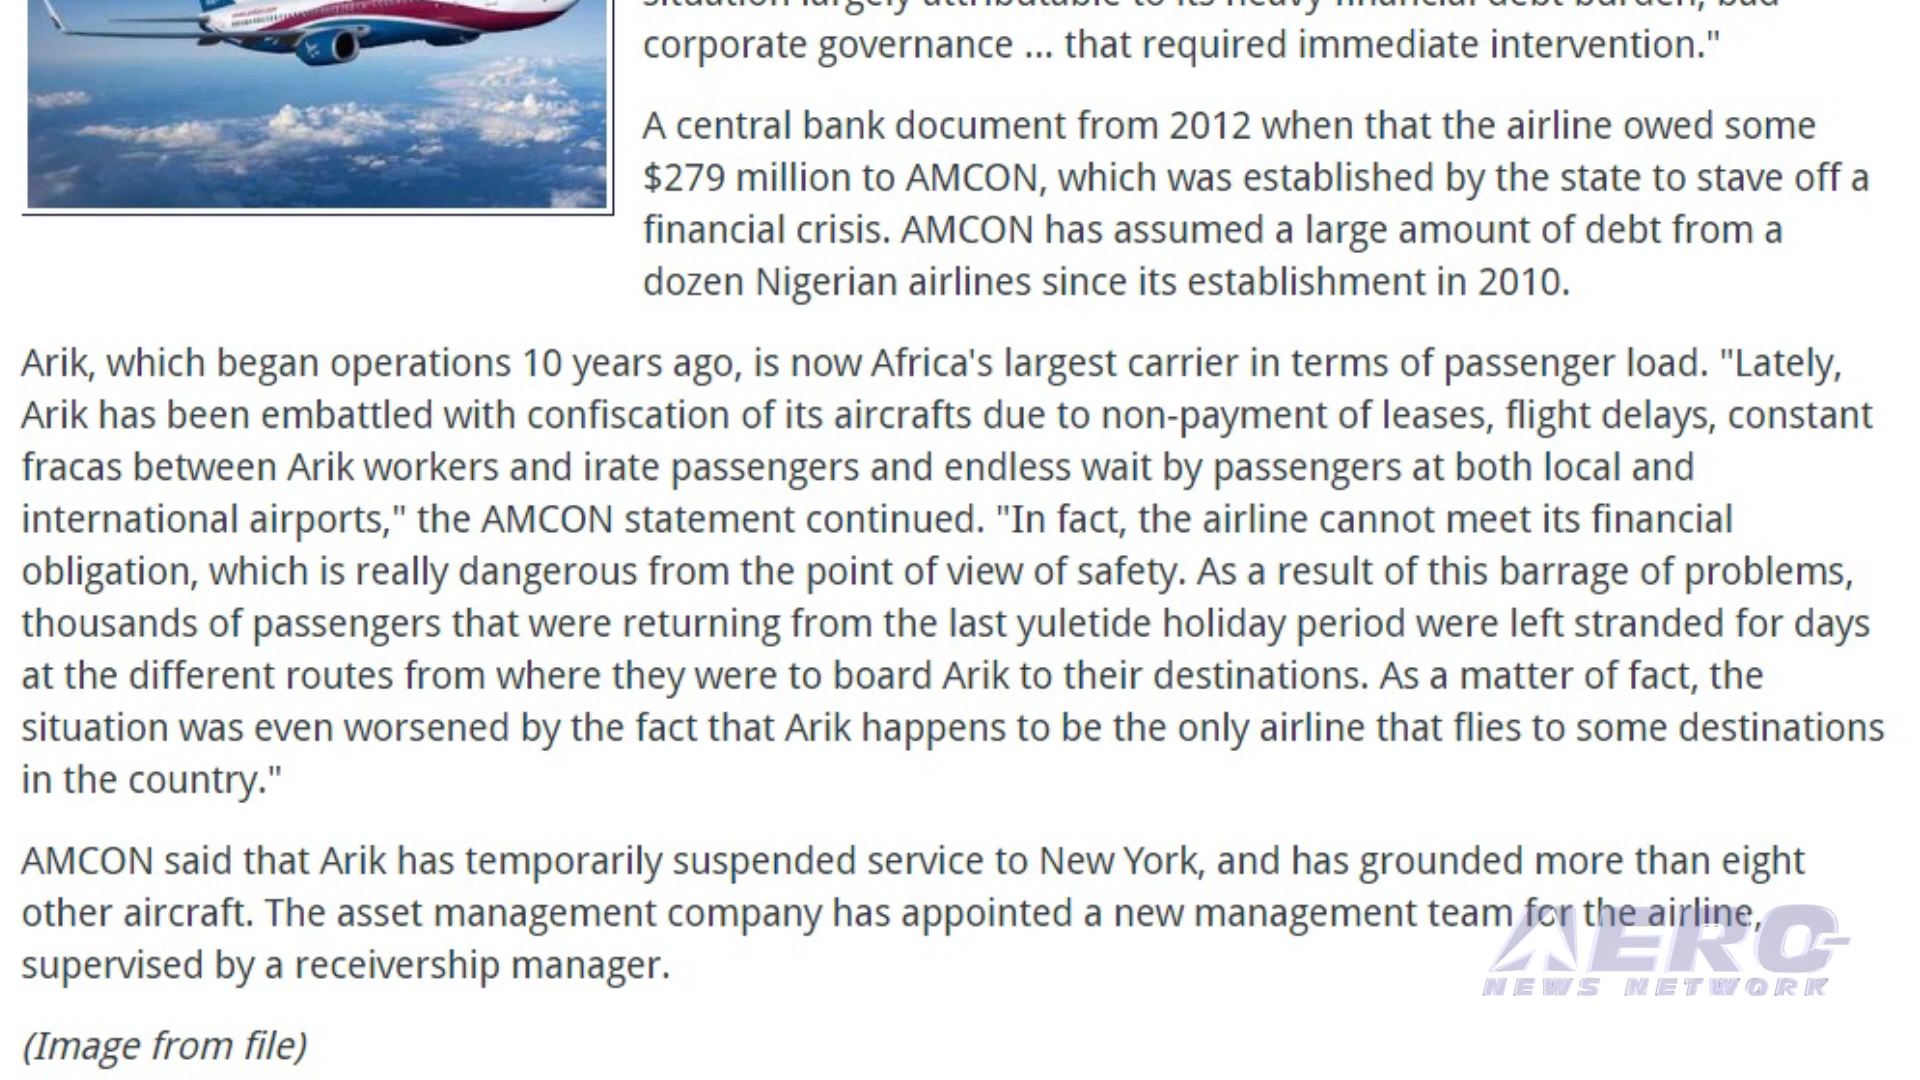 situation largely attributable to its heavy financial debt burden, bad
corporate governance ... that required immediate intervention."
A central bank document from 2012 when that the airline owed some
$279 million to AMCON, which was established by the state to stave off a
financial crisis. AMCON has assumed a large amount of debt from a
dozen Nigerian airlines since its establishment in 2010.
Arik, which began operations 10 years ago, is now Africa's largest carrier in terms of passenger load. "Lately,
Arik has been embattled with confiscation of its aircrafts due to non-payment of leases, flight delays, constant
fracas between Arik workers and irate passengers and endless wait by passengers at both local and
international airports," the AMCON statement continued. "In fact, the airline cannot meet its financial
obligation, which is really dangerous from the point of view of safety. As a result of this barrage of problems,
thousands of passengers that were returning from the last yuletide holiday period were left stranded for days
at the different routes from where they were to board Arik to their destinations. As a matter of fact, the
situation was even worsened by the fact that Arik happens to be the only airline that flies to some destinations
in the country."
AMCON said that Arik has temporarily suspended service to New York, and has grounded more than eight
other aircraft. The asset management company has appointed a new management team for the airline,
supervised by a receivership manager.
AERO
NEWS NETWORK
(Image from file)